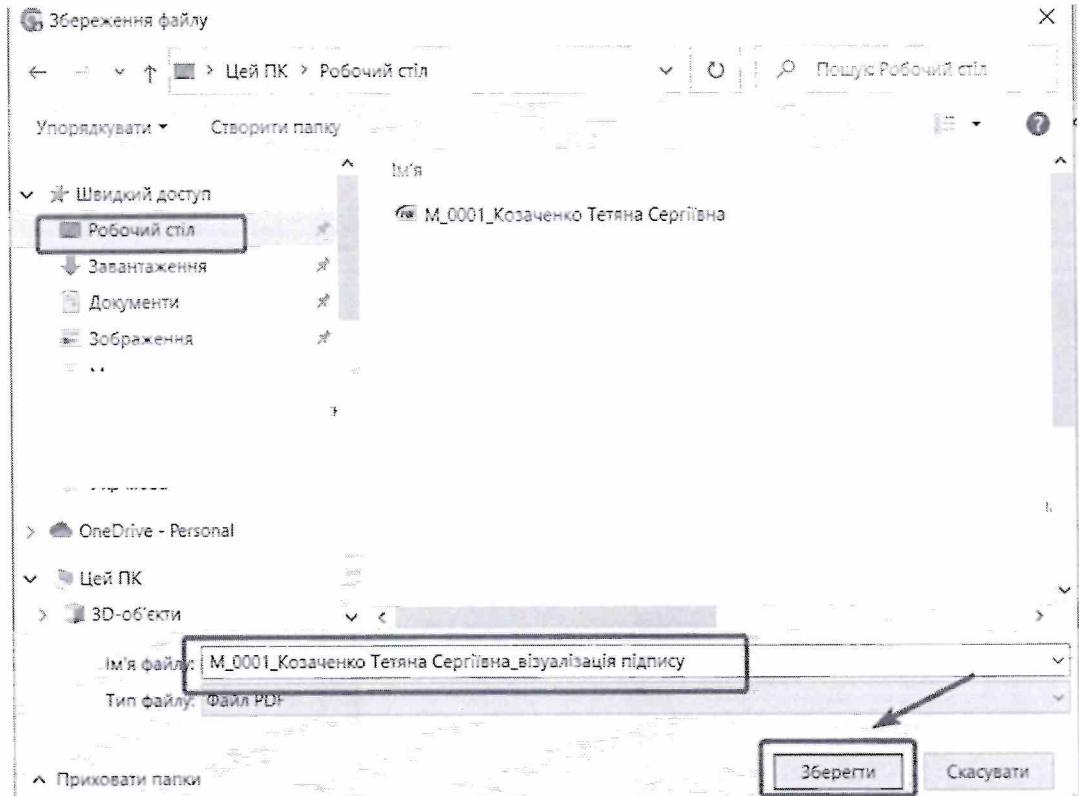 Збереження файлу
Цей ПК > Робочий стіл
Пошук: Робочий стіл
Упорядкувати
Створити папку
Ім'я
Швидкий доступ
М_0001_Козаченко Тетяна Сергіївна
Робочий стіл
Завантаження
Документи
Зображення
OneDrive - Personal
Цей ПК
3D-об'єкти
Ім'я файлу: М_0001_Козаченко Тетяна Сергіївна_візуалізація підпису
Тип файлу: Файл PDF
Приховати папки
Зберегти
Скасувати